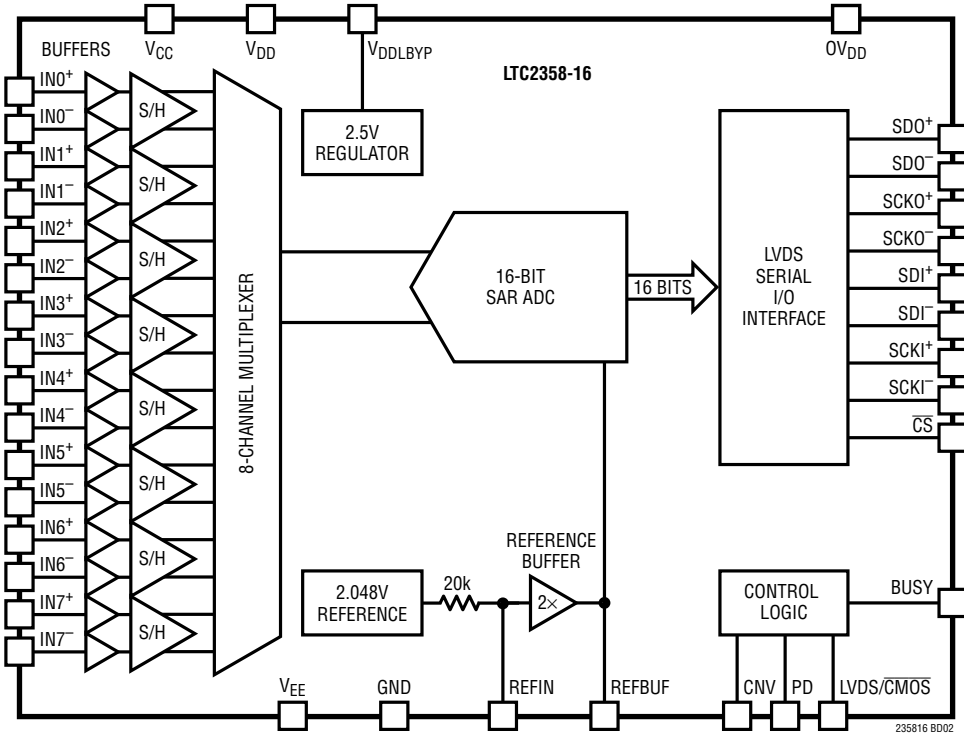 BUFFERS
V_CC
V_DD
V_DDLBYP
OV_DD
LTC2358-16
IN0⁺
IN0⁻
IN1⁺
IN1⁻
IN2⁺
IN2⁻
IN3⁺
IN3⁻
IN4⁺
IN4⁻
IN5⁺
IN5⁻
IN6⁺
IN6⁻
IN7⁺
IN7⁻
S/H
S/H
S/H
S/H
S/H
S/H
S/H
S/H
8-CHANNEL MULTIPLEXER
2.5V
REGULATOR
16-BIT
SAR ADC
16 BITS
LVDS
SERIAL
I/O
INTERFACE
SDO⁺
SDO⁻
SCKO⁺
SCKO⁻
SDI⁺
SDI⁻
SCKI⁺
SCKI⁻
C̅S̅
2.048V
REFERENCE
20k
REFERENCE
BUFFER
2×
CONTROL
LOGIC
BUSY
V_EE
GND
REFIN
REFBUF
CNV
PD
LVDS/C̅M̅O̅S̅
235816 BD02